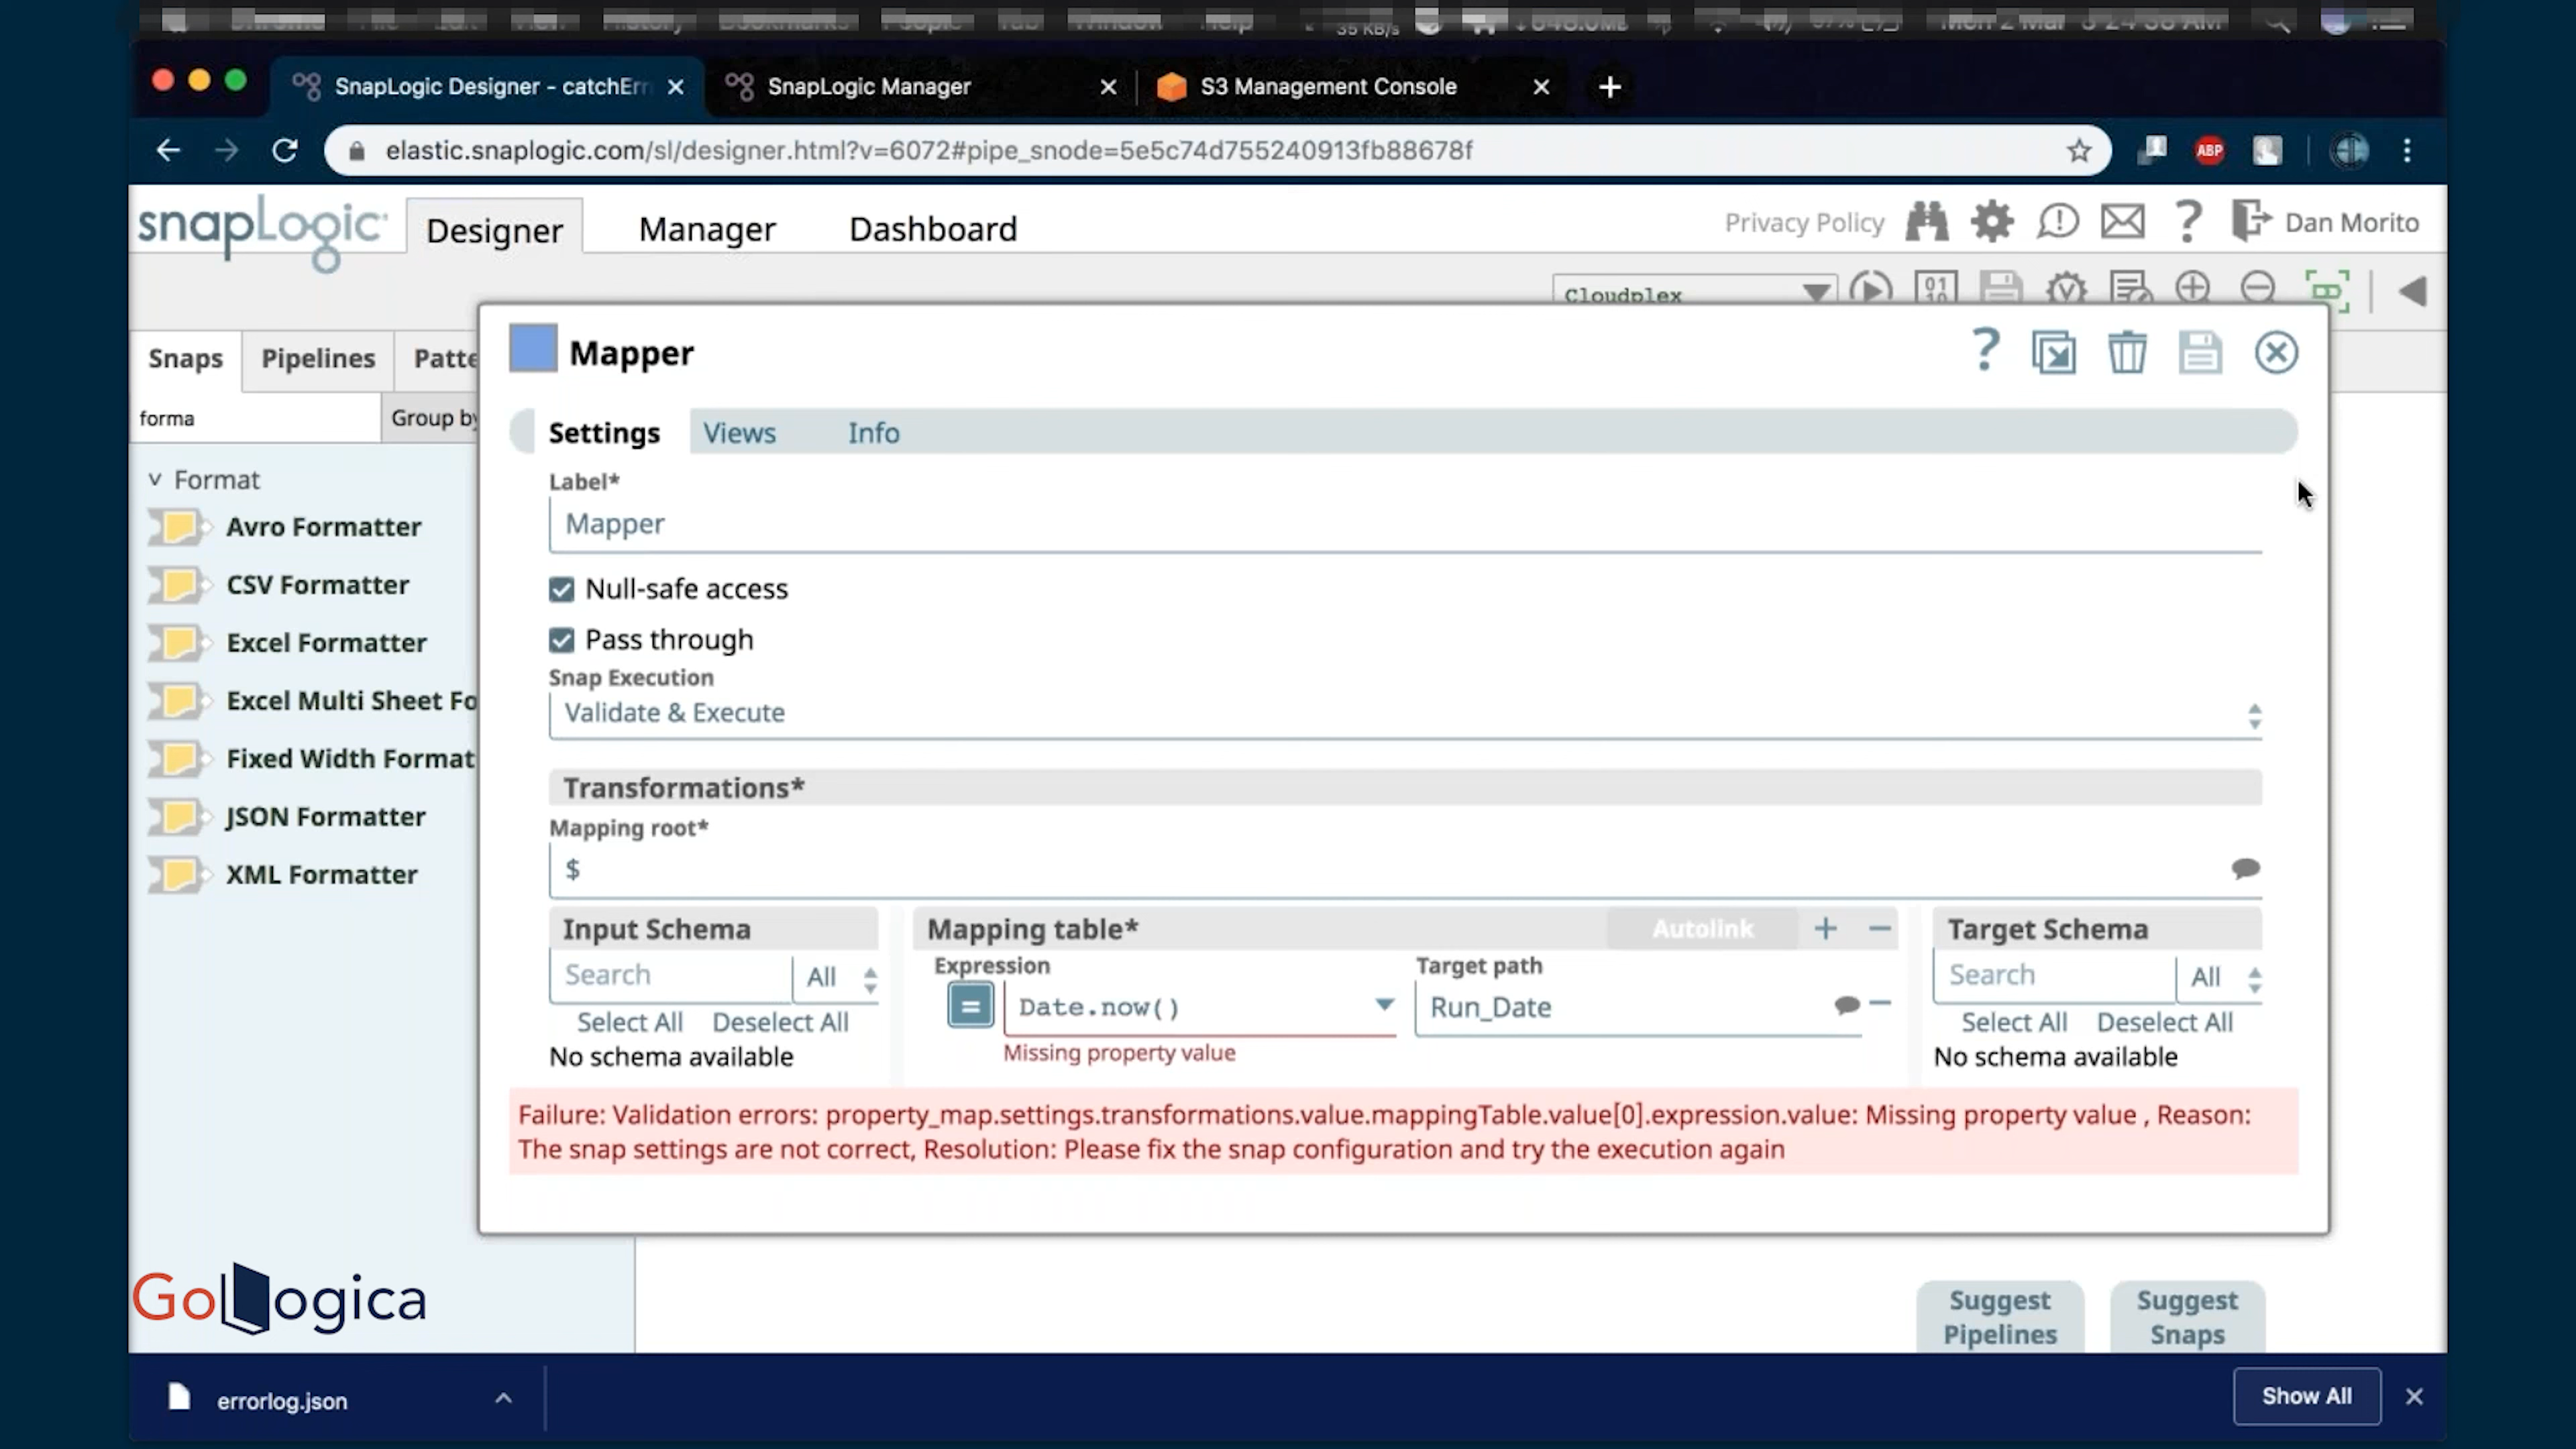 35 KB/s
SnapLogic Designer - catchErr
SnapLogic Manager
S3 Management Console
elastic.snaplogic.com/sl/designer.html?v=6072#pipe_snode=5e5c74d755240913fb88678f
ABP
snapLogic
Designer
Manager
Dashboard
Privacy Policy
Dan Morito
Cloudplex
Snaps
Pipelines
Patte
forma
Group by
Format
Avro Formatter
CSV Formatter
Excel Formatter
Excel Multi Sheet Fo
Fixed Width Format
JSON Formatter
XML Formatter
Mapper
Settings
Views
Info
Label*
Mapper
Null-safe access
Pass through
Snap Execution
Validate & Execute
Transformations*
Mapping root*
$
Input Schema
Search
All
Select All Deselect All
No schema available
Mapping table*
Autolink
Expression
Target path
= Date.now()
Run_Date
Missing property value
Target Schema
Search
All
Select All Deselect All
No schema available
Failure: Validation errors: property_map.settings.transformations.value.mappingTable.value[0].expression.value: Missing property value , Reason:
The snap settings are not correct, Resolution: Please fix the snap configuration and try the execution again
GoLogica
Suggest
Pipelines
Suggest
Snaps
errorlog.json
Show All